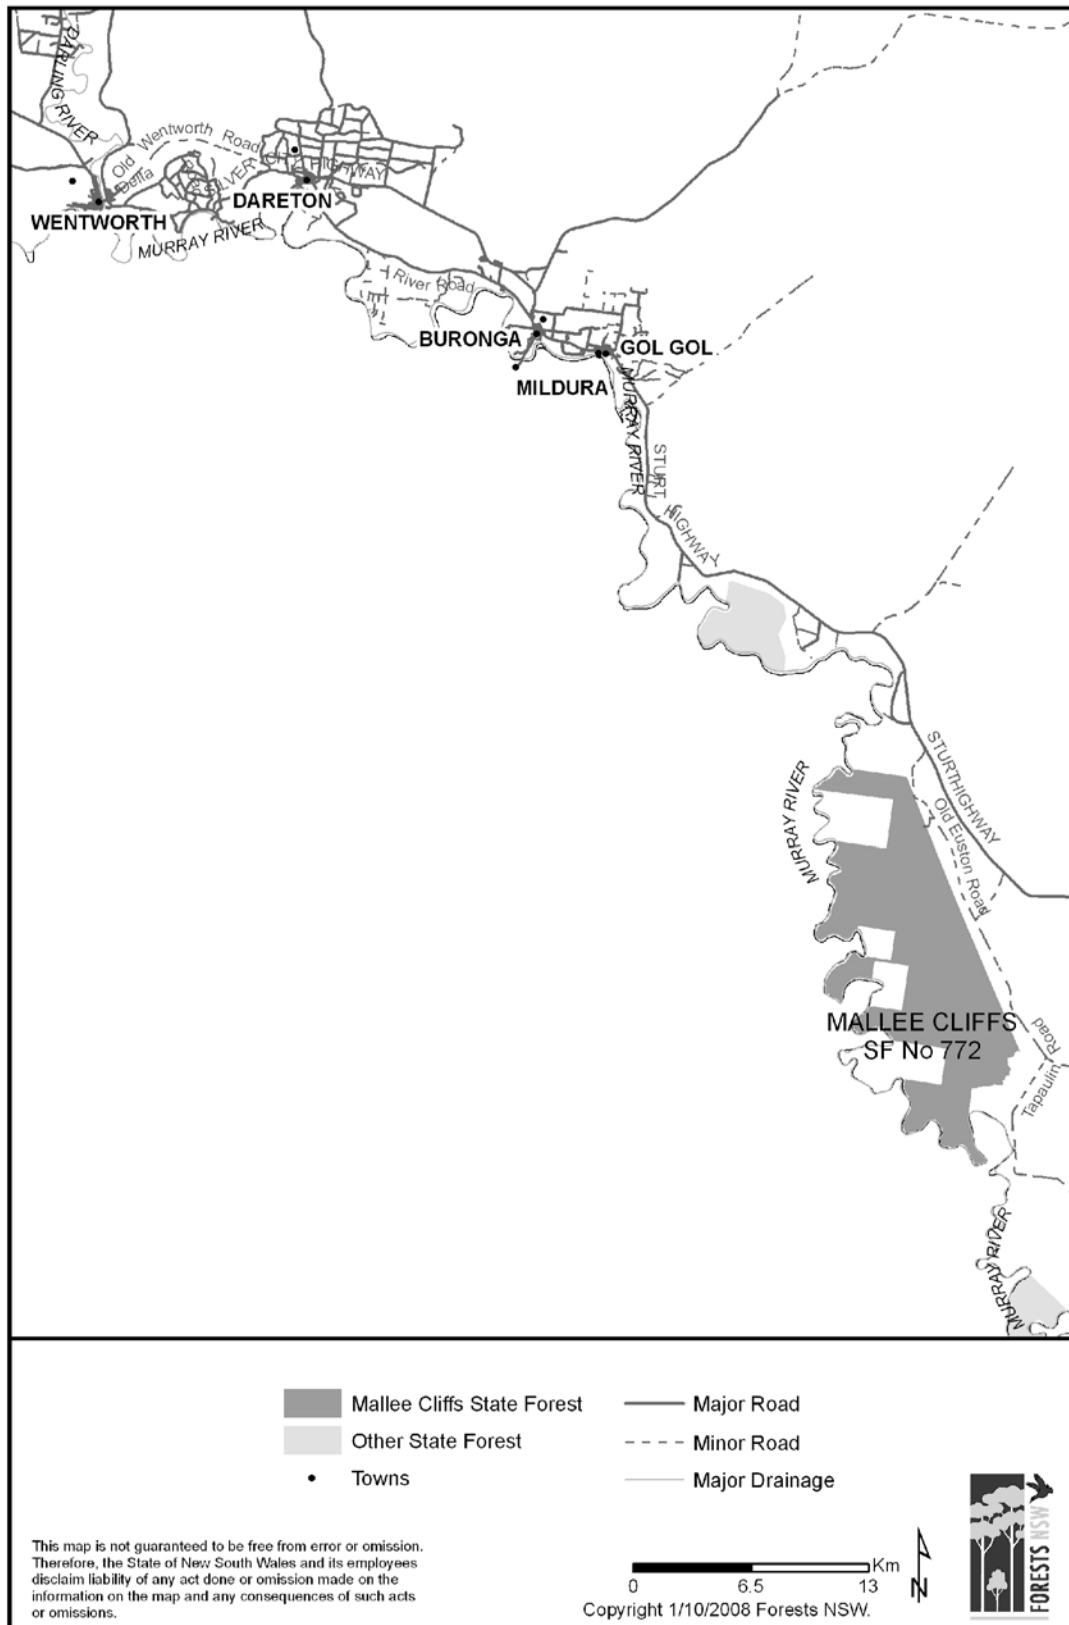 DARLING RIVER
Old Wentworth Road
Delta
SILVER CITY HIGHWAY
WENTWORTH
DARETON
MURRAY RIVER
River Road
BURONGA
GOL GOL
MILDURA
MURRAY RIVER
STURT
HIGHWAY
STURTHIGHWAY
MURRAY RIVER
Old Euston Road
MALLEE CLIFFS
SF No 772
Tapaulin Road
MURRAY RIVER
Mallee Cliffs State Forest
Other State Forest
Towns
Major Road
Minor Road
Major Drainage
This map is not guaranteed to be free from error or omission.
Therefore, the State of New South Wales and its employees
disclaim liability of any act done or omission made on the
information on the map and any consequences of such acts
or omissions.
Km
0 6.5 13
Copyright 1/10/2008 Forests NSW.
N
FORESTS NSW